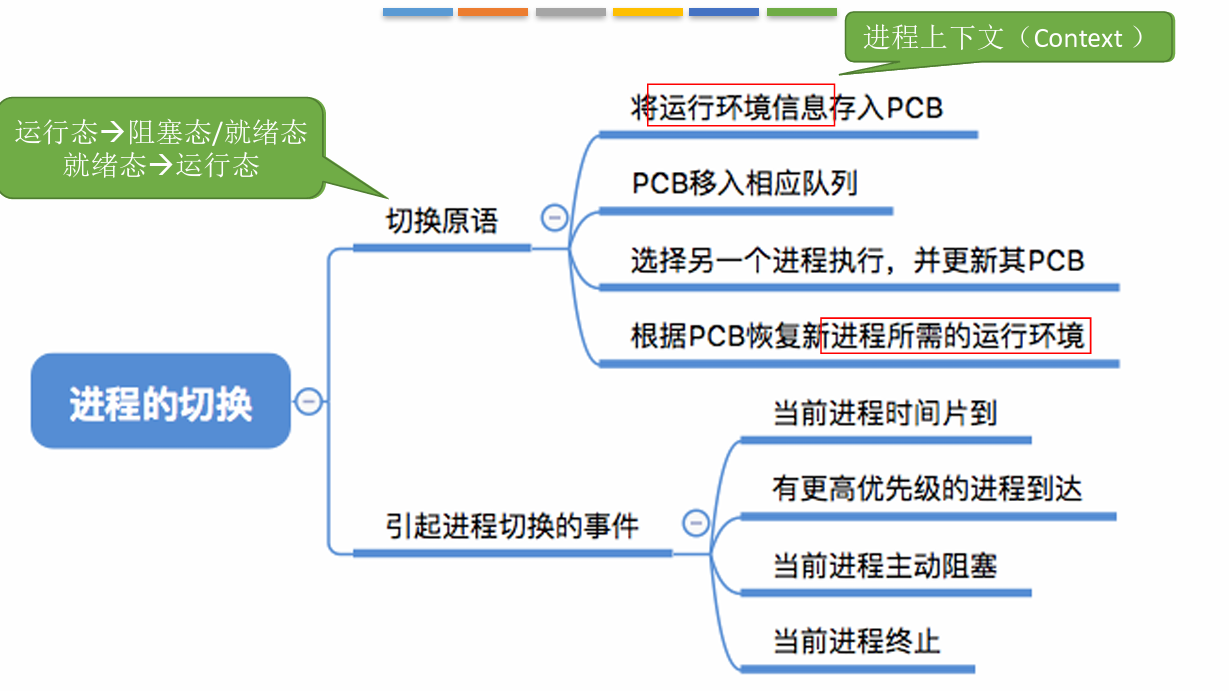 进程上下文（Context ）
运行态→阻塞态/就绪态
就绪态→运行态
将运行环境信息存入PCB
PCB移入相应队列
切换原语
选择另一个进程执行，并更新其PCB
根据PCB恢复新进程所需的运行环境
进程的切换
当前进程时间片到
有更高优先级的进程到达
引起进程切换的事件
当前进程主动阻塞
当前进程终止